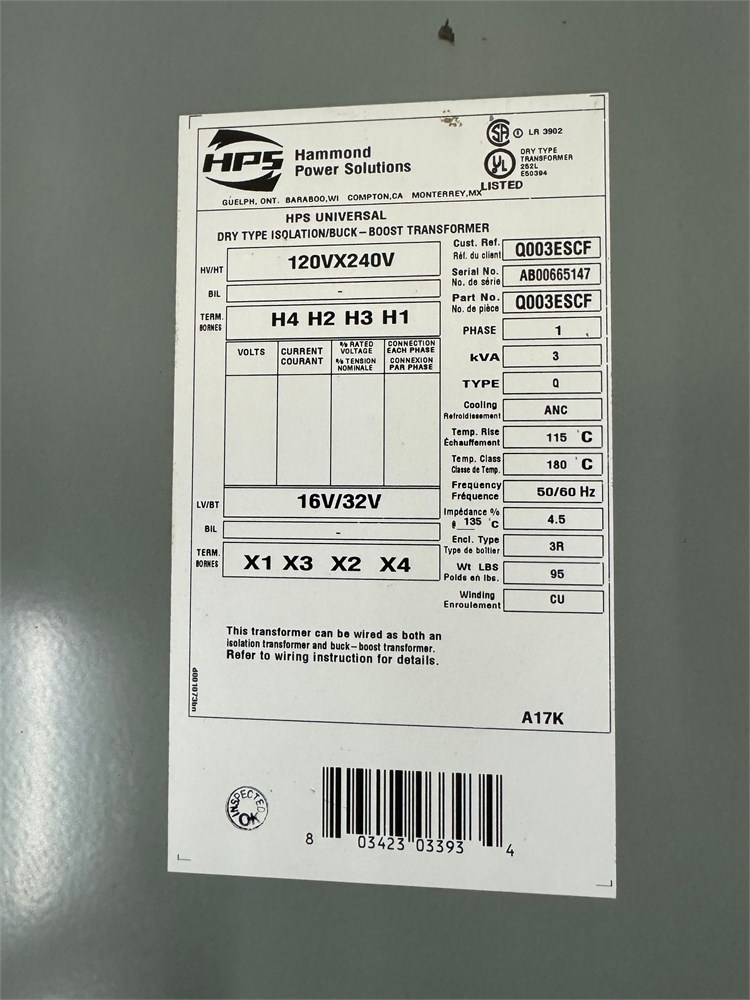 HPS
Hammond
Power Solutions
GUELPH, ONT. BARABOO,WI COMPTON,CA MONTERREY,MX
SA LR 3902
UL
LISTED
DRY TYPE
TRANSFORMER
262L
E50394
HPS UNIVERSAL
DRY TYPE ISOLATION/BUCK-BOOST TRANSFORMER
HV/HT 120VX240V
BIL -
TERM.
BORNES H4 H2 H3 H1
VOLTS
CURRENT
COURANT
% RATED
VOLTAGE
% TENSION
NOMINALE
CONNECTION
EACH PHASE
CONNEXION
PAR PHASE
LV/BT 16V/32V
BIL -
TERM.
BORNES X1 X3 X2 X4
Cust. Ref.
Réf. du client Q003ESCF
Serial No.
No. de série AB00665147
Part No.
No. de pièce Q003ESCF
PHASE 1
kVA 3
TYPE Q
Cooling
Refroidissement ANC
Temp. Rise
Échauffement 115 °C
Temp. Class
Classe de Temp. 180 °C
Frequency
Fréquence 50/60 Hz
Impédance %
@ 135 °C 4.5
Encl. Type
Type de boîtier 3R
Wt LBS
Poids en lbs. 95
Winding
Enroulement CU
This transformer can be wired as both an
isolation transformer and buck-boost transformer.
Refer to wiring instruction for details.
A17K
INSPECTED
OK
8 03423 03393 4